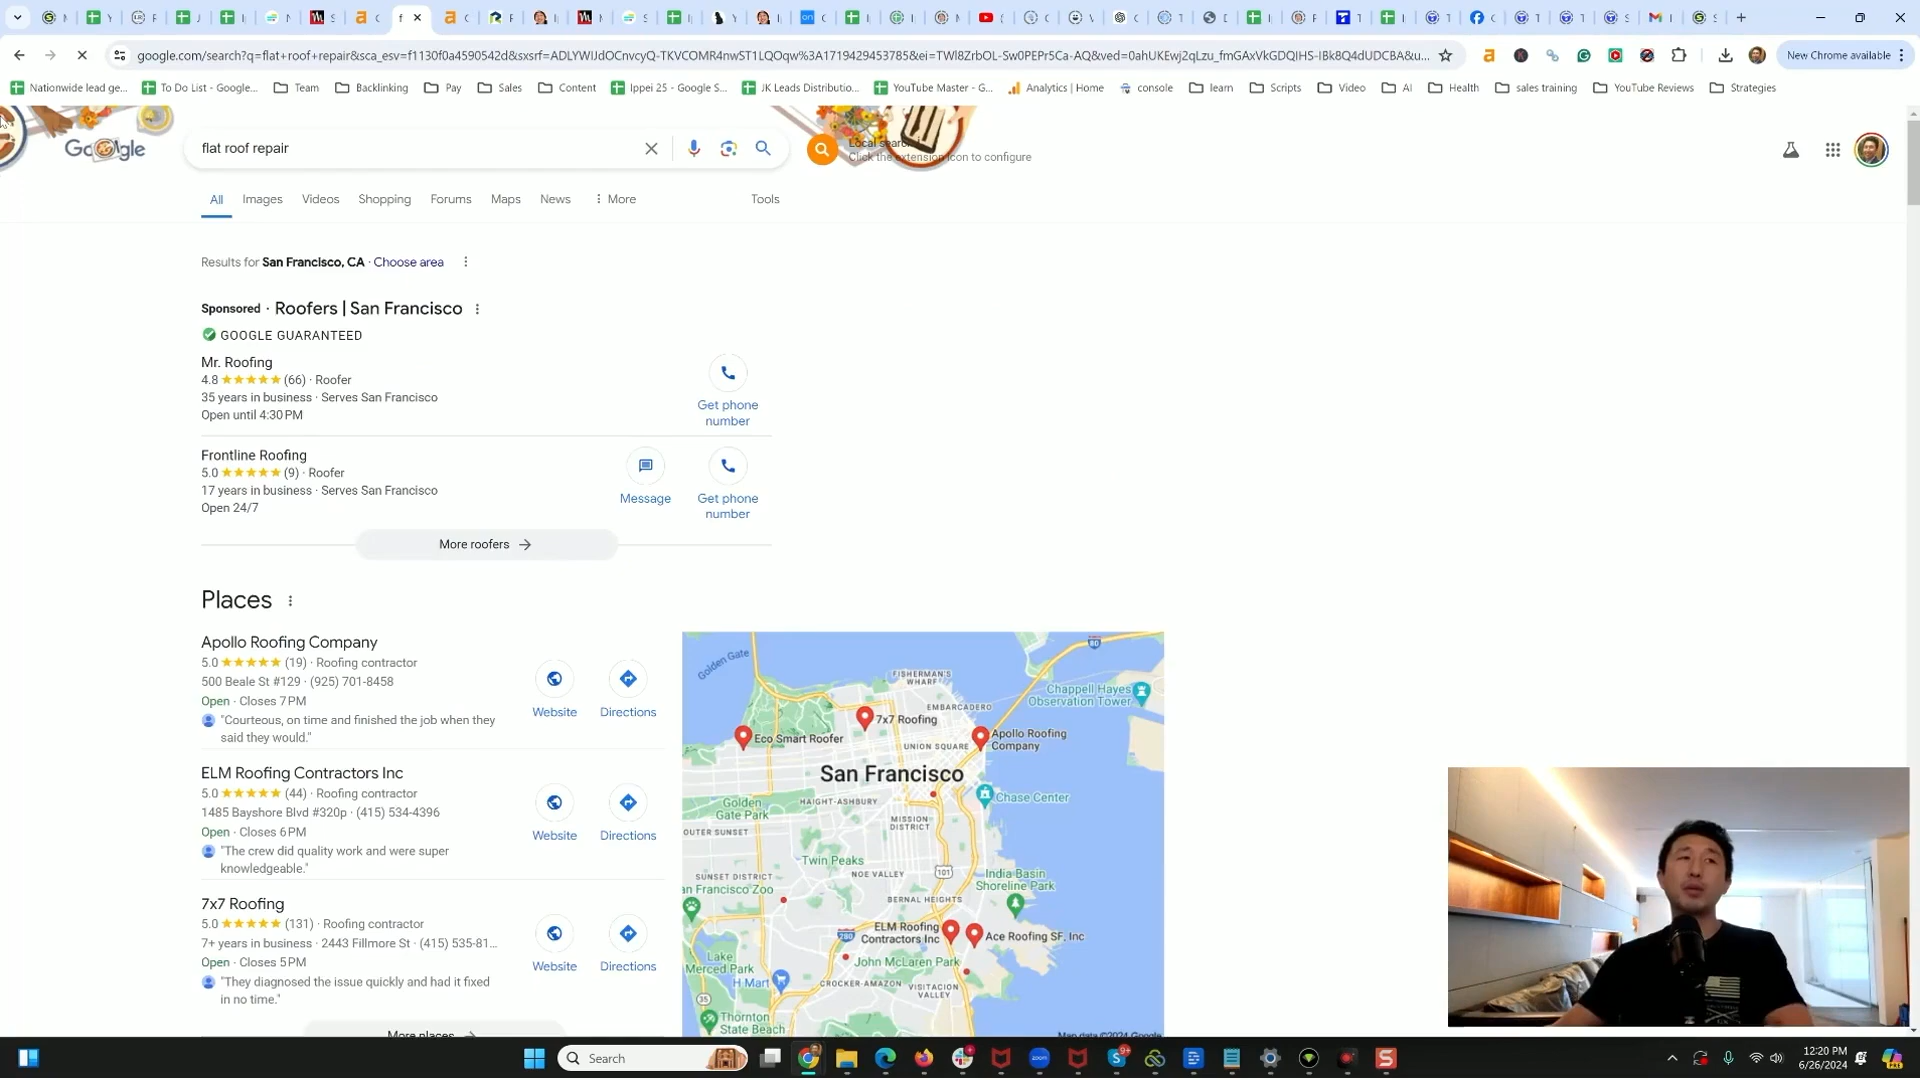 google.com/search?q=flat+roof+repair&sca_esv=f1130f0a4590542d&sxsrf=ADLYWIJdOCnvcyQ-TKVCOMR4nwST1LQOqw%3A1719429453785&ei=TWl8ZrbOL-Sw0PEPr5Ca-AQ&ved=0ahUKEwj2qLzu_fmGAxVkGDQIHS-IBk8Q4dUDCBA&u...
New Chrome available
Nationwide lead ge...
To Do List - Google...
Team
Backlinking
Pay
Sales
Content
Ippei 25 - Google S...
JK Leads Distributio...
YouTube Master - G...
Analytics | Home
console
learn
Scripts
Video
AI
Health
sales training
YouTube Reviews
Strategies
Google
flat roof repair
Local search
Click the extension icon to configure
All
Images
Videos
Shopping
Forums
Maps
News
More
Tools
Results for San Francisco, CA · Choose area
Sponsored · Roofers | San Francisco
GOOGLE GUARANTEED
Mr. Roofing
4.8 (66) · Roofer
35 years in business · Serves San Francisco
Open until 4:30 PM
Get phone
number
Frontline Roofing
5.0 (9) · Roofer
17 years in business · Serves San Francisco
Open 24/7
Message
Get phone
number
More roofers
Places
Apollo Roofing Company
5.0 (19) · Roofing contractor
500 Beale St #129 · (925) 701-8458
Open · Closes 7 PM
"Courteous, on time and finished the job when they
said they would."
Website
Directions
ELM Roofing Contractors Inc
5.0 (44) · Roofing contractor
1485 Bayshore Blvd #320p · (415) 534-4396
Open · Closes 6 PM
"The crew did quality work and were super
knowledgeable."
Website
Directions
7x7 Roofing
5.0 (131) · Roofing contractor
7+ years in business · 2443 Fillmore St · (415) 535-81...
Open · Closes 5 PM
"They diagnosed the issue quickly and had it fixed
in no time."
Website
Directions
More places
Golden Gate
80
FISHERMAN'S
WHARF
Chappell Hayes
Observation Tower
EMBARCADERO
7x7 Roofing
Eco Smart Roofer
UNION SQUARE
Apollo Roofing
Company
San Francisco
HAIGHT-ASHBURY
Chase Center
Golden
Gate Park
MISSION
DISTRICT
OUTER SUNSET
Twin Peaks
SUNSET DISTRICT
NOE VALLEY
101
India Basin
Shoreline Park
an Francisco Zoo
BERNAL HEIGHTS
280
ELM Roofing
Contractors Inc
Ace Roofing SF, Inc
Lake
Merced Park
John McLaren Park
H Mart
CROCKER-AMAZON
VISITACION
VALLEY
35
Thornton
State Beach
Map data ©2024 Google
Search
zoom
9+
12:20 PM
6/26/2024